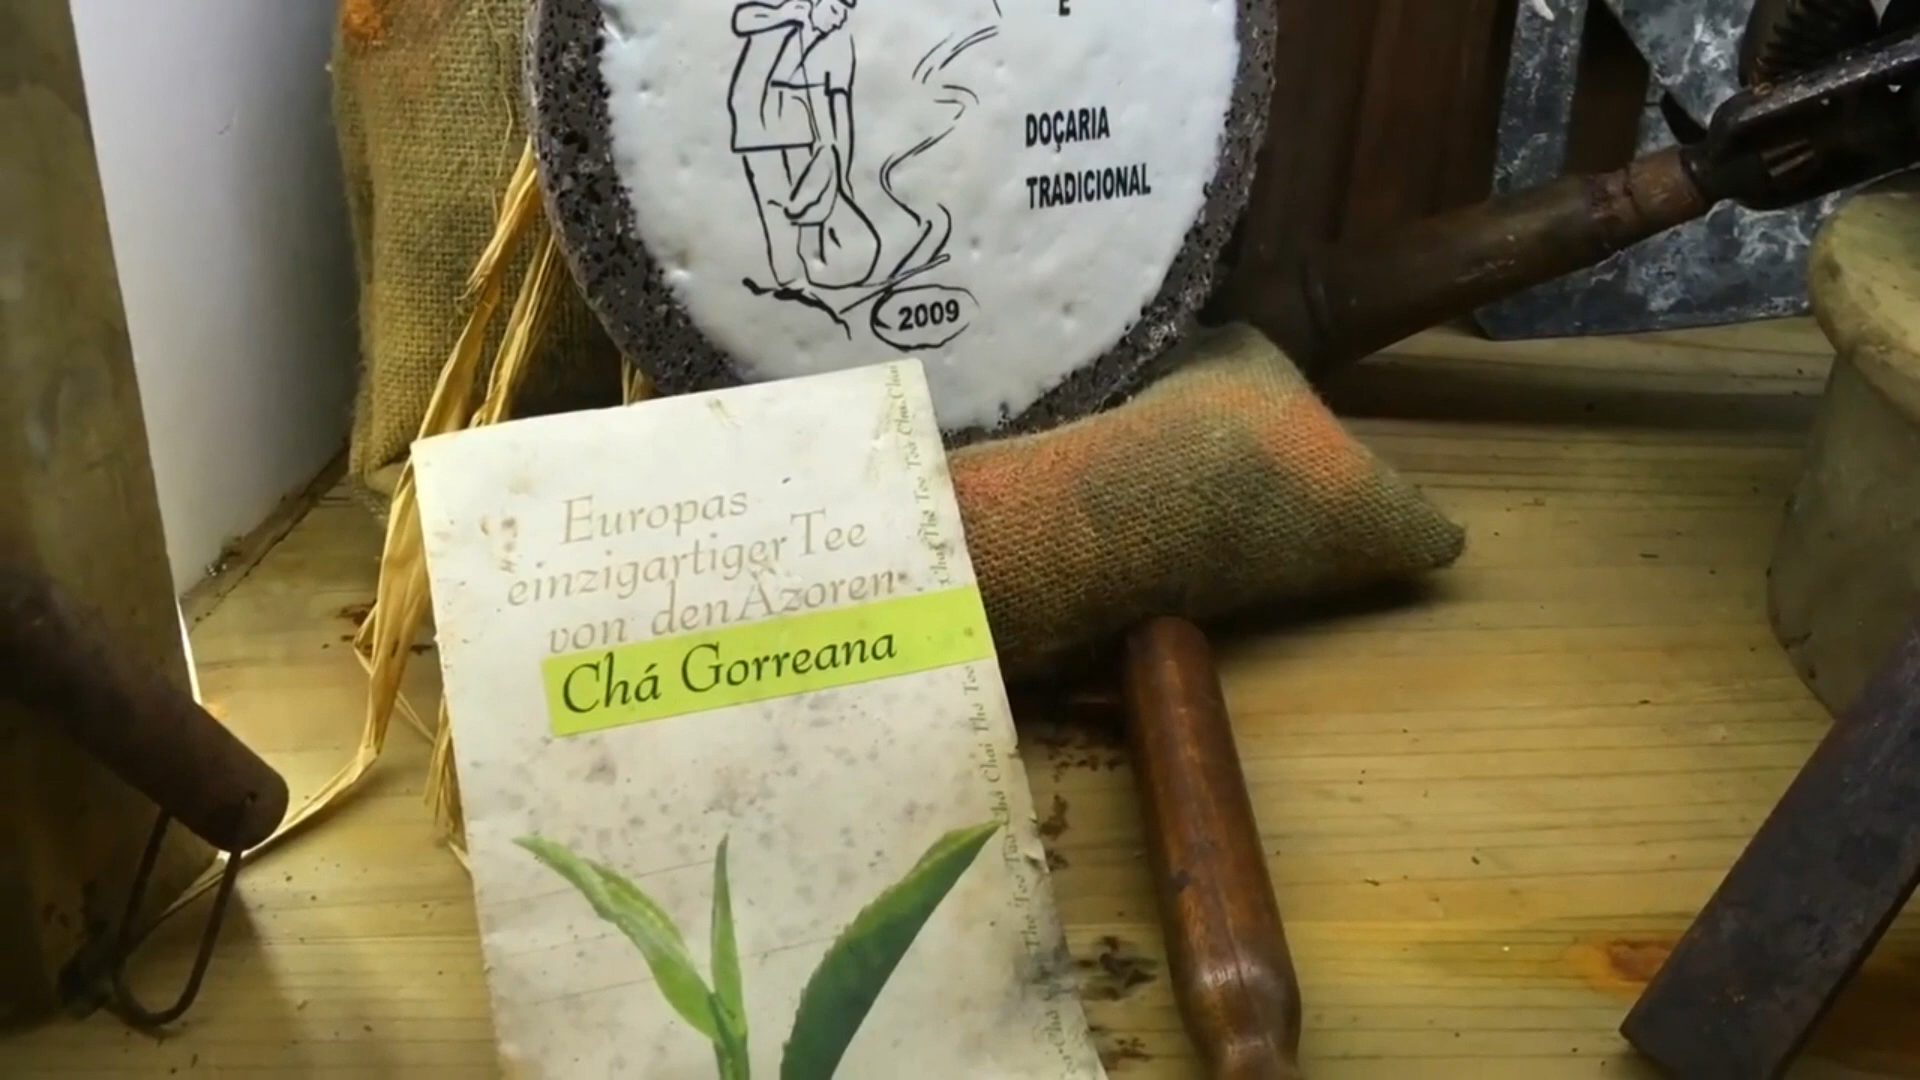 E
DOÇARIA
TRADICIONAL
2009
Europas
einzigartiger Tee
von den Azoren
Chá Gorreana